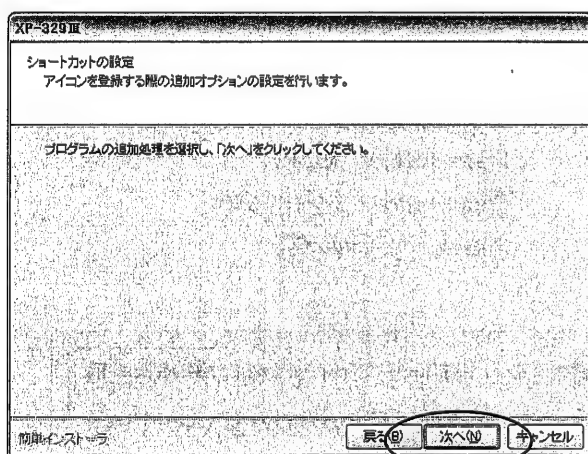 XP-329Ⅲ
ショートカットの設定
アイコンを登録する際の追加オプションの設定を行います。
プログラムの追加処理を選択し、「次へ」をクリックしてください。
簡単インストーラ
戻る(B) 次へ(N) キャンセル